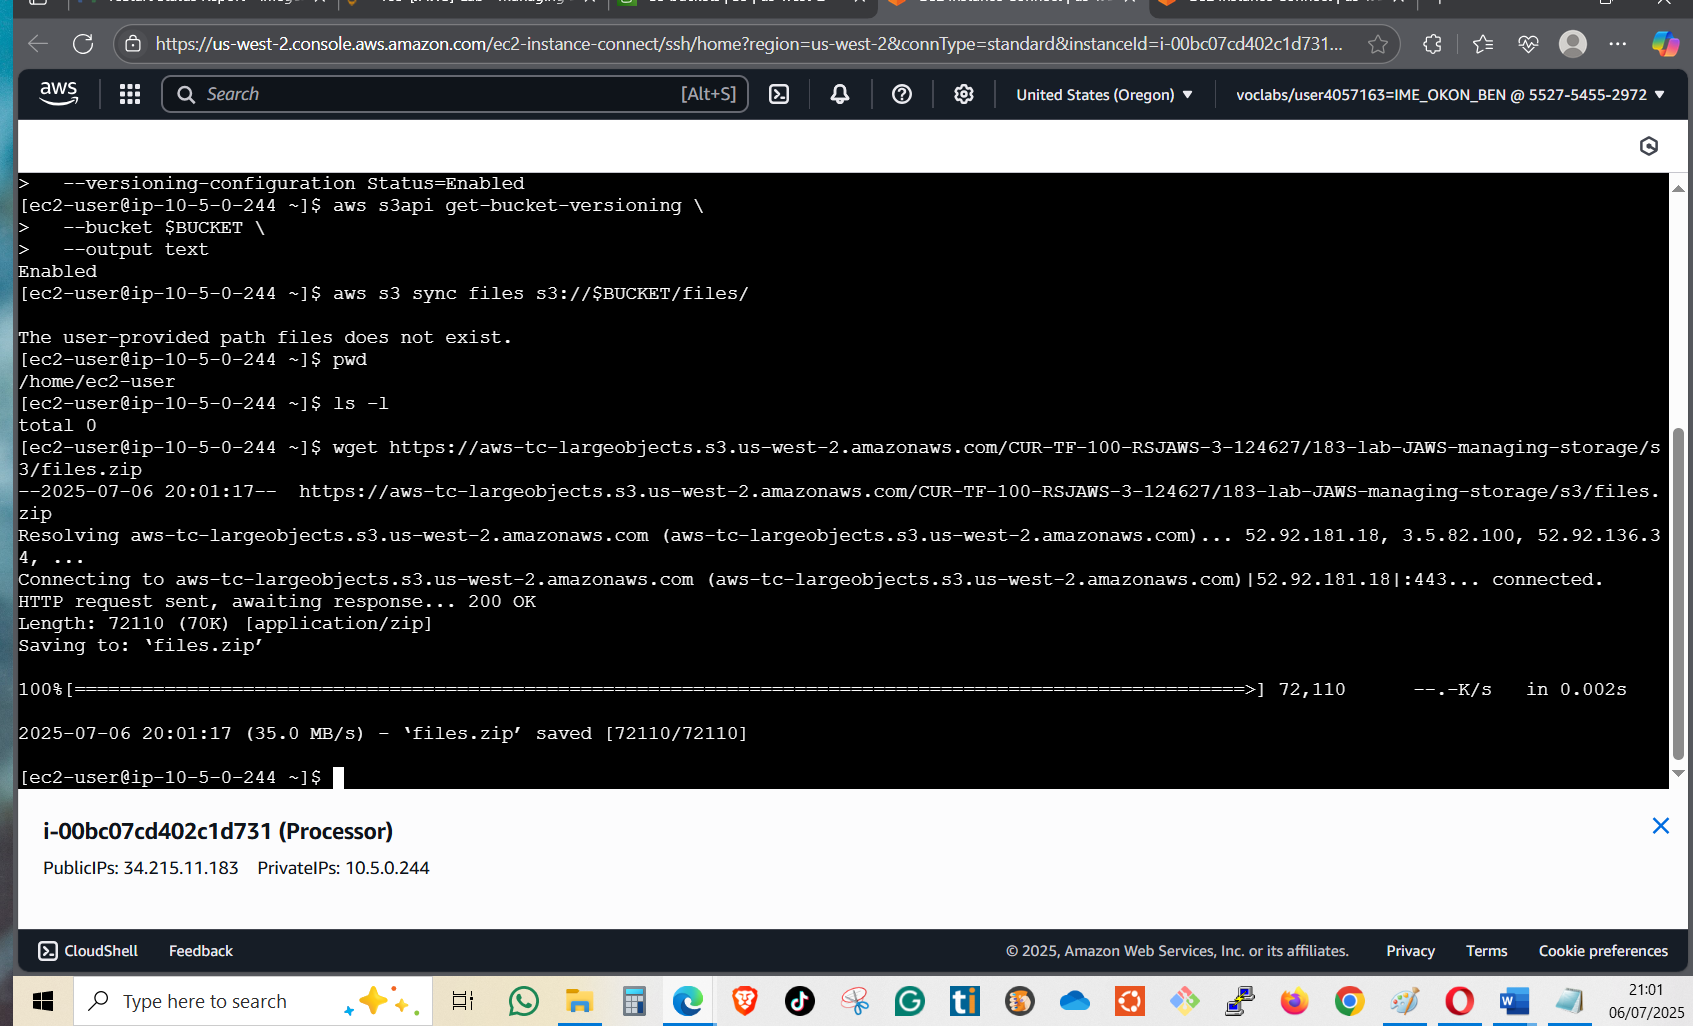 https://us-west-2.console.aws.amazon.com/ec2-instance-connect/ssh/home?region=us-west-2&connType=standard&instanceId=i-00bc07cd402c1d731...
aws
Search
[Alt+S]
United States (Oregon)
voclabs/user4057163=IME_OKON_BEN @ 5527-5455-2972
>   --versioning-configuration Status=Enabled
[ec2-user@ip-10-5-0-244 ~]$ aws s3api get-bucket-versioning \
>   --bucket $BUCKET \
>   --output text
Enabled
[ec2-user@ip-10-5-0-244 ~]$ aws s3 sync files s3://$BUCKET/files/
The user-provided path files does not exist.
[ec2-user@ip-10-5-0-244 ~]$ pwd
/home/ec2-user
[ec2-user@ip-10-5-0-244 ~]$ ls -l
total 0
[ec2-user@ip-10-5-0-244 ~]$ wget https://aws-tc-largeobjects.s3.us-west-2.amazonaws.com/CUR-TF-100-RSJAWS-3-124627/183-lab-JAWS-managing-storage/s
3/files.zip
--2025-07-06 20:01:17--  https://aws-tc-largeobjects.s3.us-west-2.amazonaws.com/CUR-TF-100-RSJAWS-3-124627/183-lab-JAWS-managing-storage/s3/files.
zip
Resolving aws-tc-largeobjects.s3.us-west-2.amazonaws.com (aws-tc-largeobjects.s3.us-west-2.amazonaws.com)... 52.92.181.18, 3.5.82.100, 52.92.136.3
4, ...
Connecting to aws-tc-largeobjects.s3.us-west-2.amazonaws.com (aws-tc-largeobjects.s3.us-west-2.amazonaws.com)|52.92.181.18|:443... connected.
HTTP request sent, awaiting response... 200 OK
Length: 72110 (70K) [application/zip]
Saving to: ‘files.zip’
100%[========================================================================================================>] 72,110      --.-K/s   in 0.002s
2025-07-06 20:01:17 (35.0 MB/s) - ‘files.zip’ saved [72110/72110]
[ec2-user@ip-10-5-0-244 ~]$
i-00bc07cd402c1d731 (Processor)
PublicIPs: 34.215.11.183    PrivateIPs: 10.5.0.244
CloudShell
Feedback
© 2025, Amazon Web Services, Inc. or its affiliates.
Privacy
Terms
Cookie preferences
Type here to search
21:01
06/07/2025